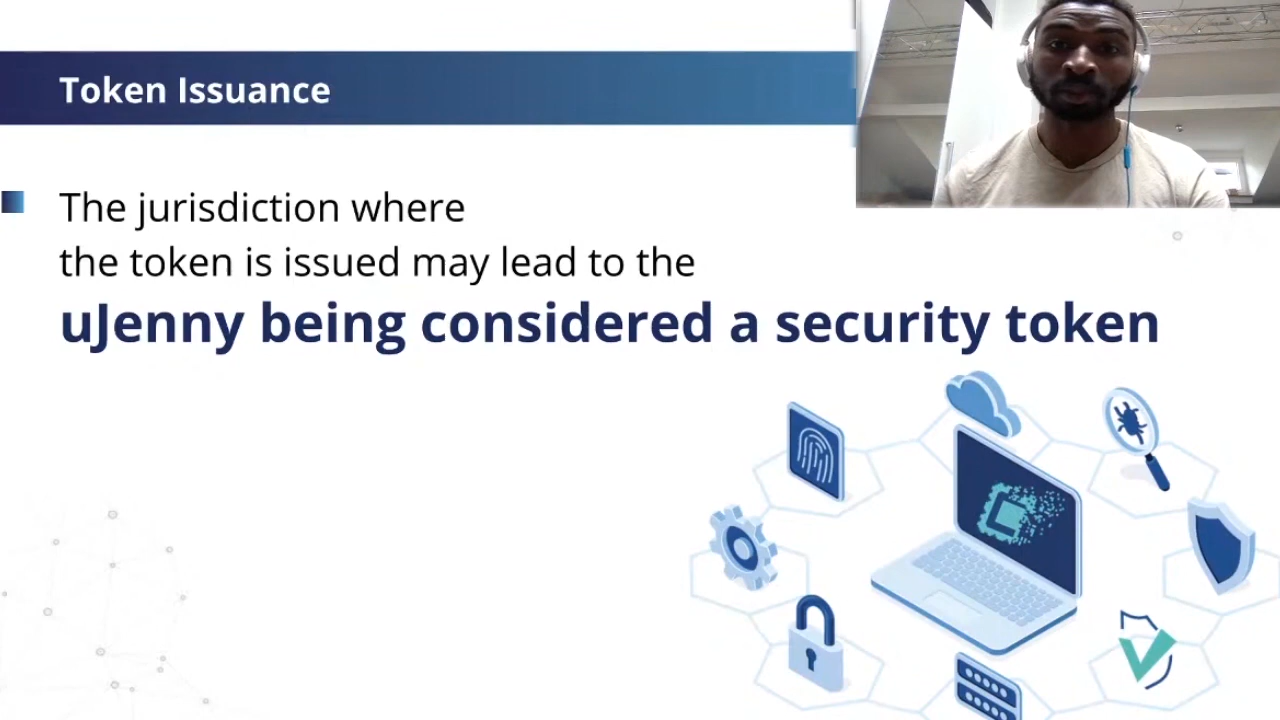 Token Issuance
The jurisdiction where
the token is issued may lead to the
uJenny being considered a security token